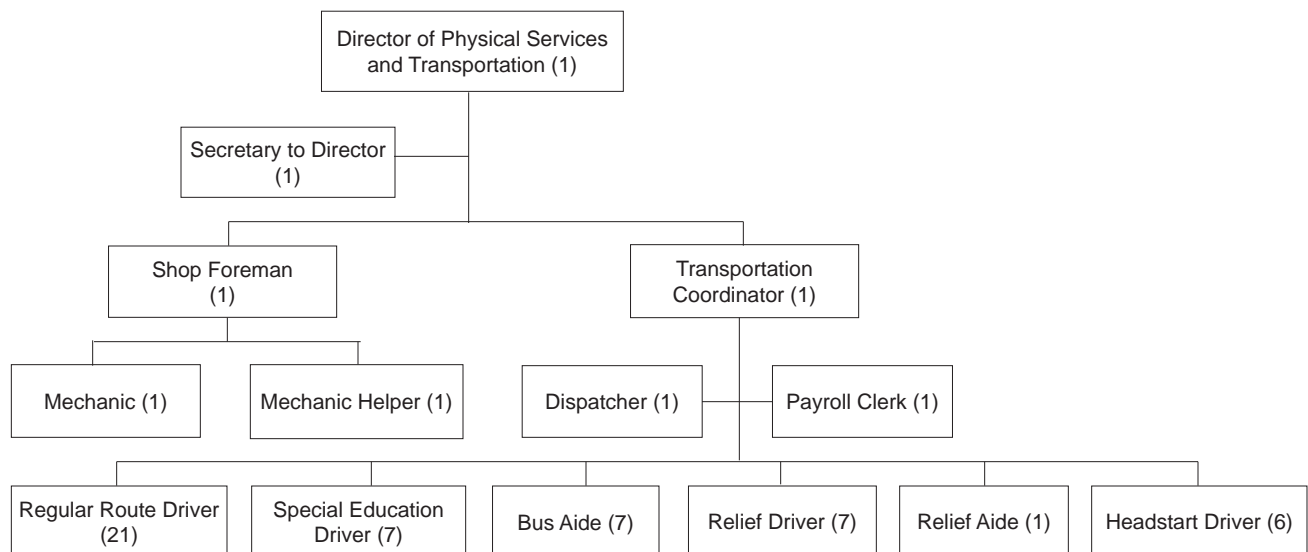 Director of Physical Services
and Transportation (1)
Secretary to Director
(1)
Shop Foreman
(1)
Transportation
Coordinator (1)
Mechanic (1)
Mechanic Helper (1)
Dispatcher (1)
Payroll Clerk (1)
Regular Route Driver
(21)
Special Education
Driver (7)
Bus Aide (7)
Relief Driver (7)
Relief Aide (1)
Headstart Driver (6)